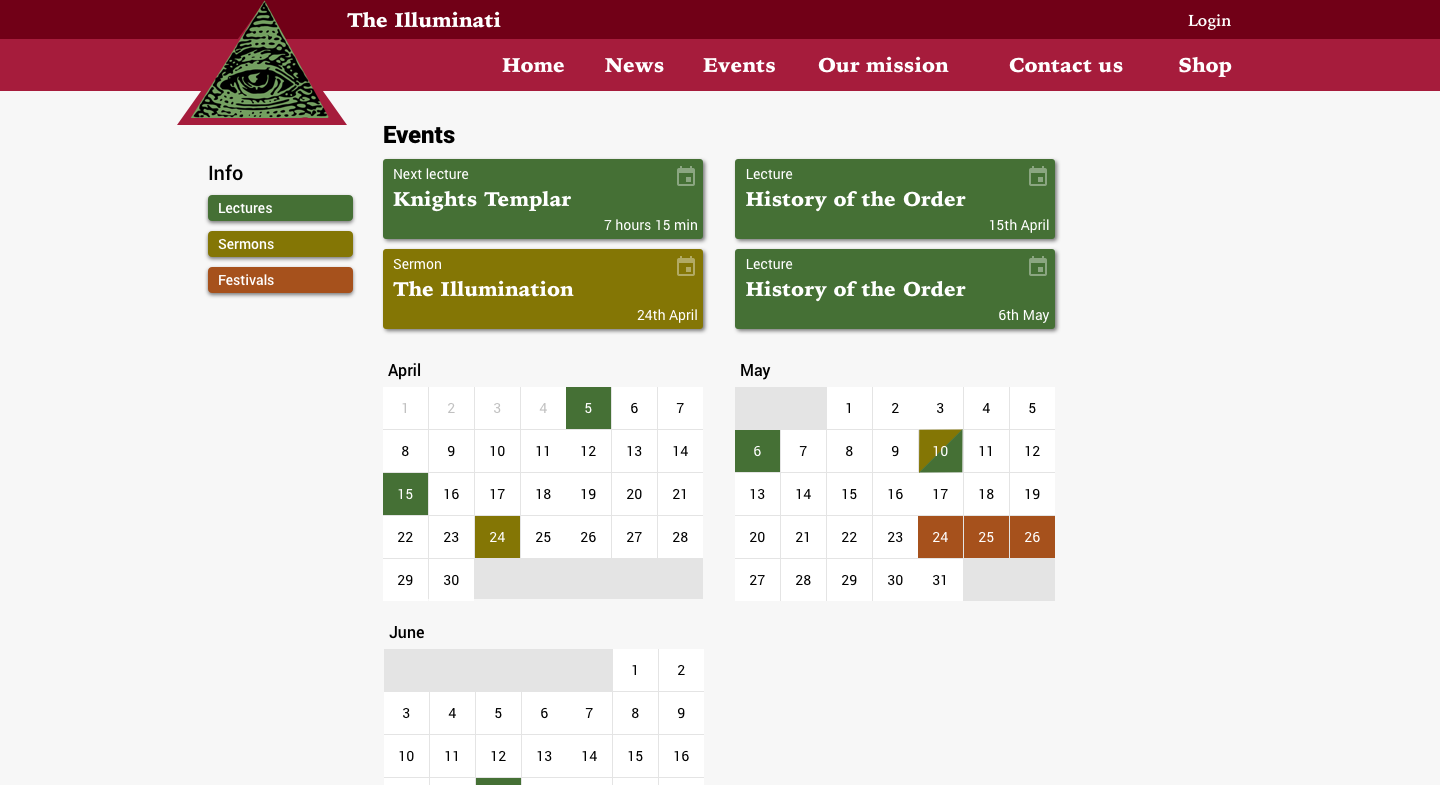 The Illuminati
Login
Home News Events Our mission Contact us Shop
Events
Info
Lectures
Sermons
Festivals
Next lecture
Knights Templar
7 hours 15 min
Lecture
History of the Order
15th April
Sermon
The Illumination
24th April
Lecture
History of the Order
6th May
April
1 2 3 4 5 6 7
8 9 10 11 12 13 14
15 16 17 18 19 20 21
22 23 24 25 26 27 28
29 30
May
1 2 3 4 5
6 7 8 9 10 11 12
13 14 15 16 17 18 19
20 21 22 23 24 25 26
27 28 29 30 31
June
1 2
3 4 5 6 7 8 9
10 11 12 13 14 15 16